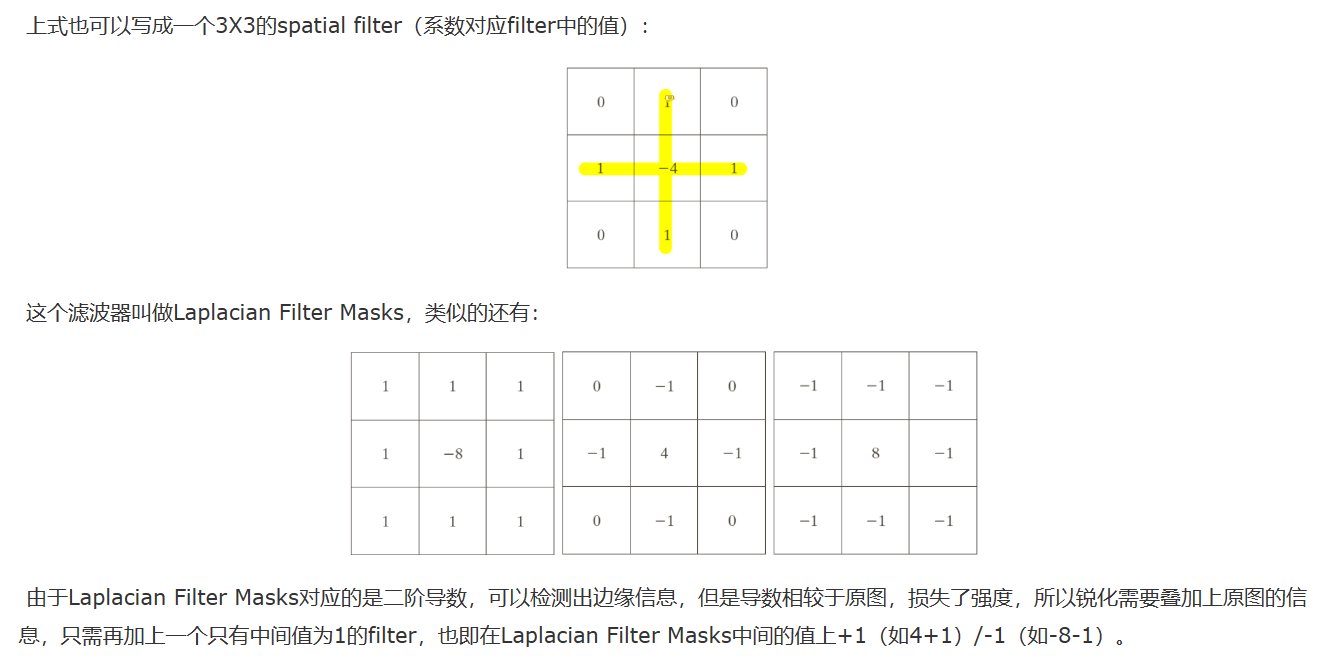 上式也可以写成一个3X3的spatial filter（系数对应filter中的值）：
0 1 0
1 −4 1
0 1 0
这个滤波器叫做Laplacian Filter Masks，类似的还有：
1 1 1 0 −1 0 −1 −1 −1
1 −8 1 −1 4 −1 −1 8 −1
1 1 1 0 −1 0 −1 −1 −1
由于Laplacian Filter Masks对应的是二阶导数，可以检测出边缘信息，但是导数相较于原图，损失了强度，所以锐化需要叠加上原图的信
息，只需再加上一个只有中间值为1的filter，也即在Laplacian Filter Masks中间的值上+1（如4+1）/-1（如-8-1）。